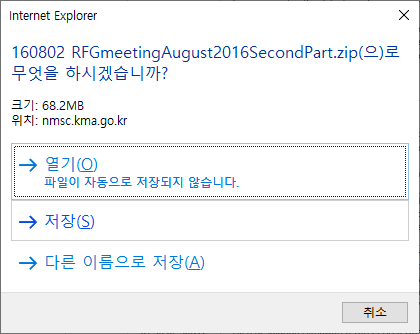 Internet Explorer
160802 RFGmeetingAugust2016SecondPart.zip(으)로
무엇을 하시겠습니까?
크기: 68.2MB
위치: nmsc.kma.go.kr
→ 열기(O)
파일이 자동으로 저장되지 않습니다.
→ 저장(S)
→ 다른 이름으로 저장(A)
취소